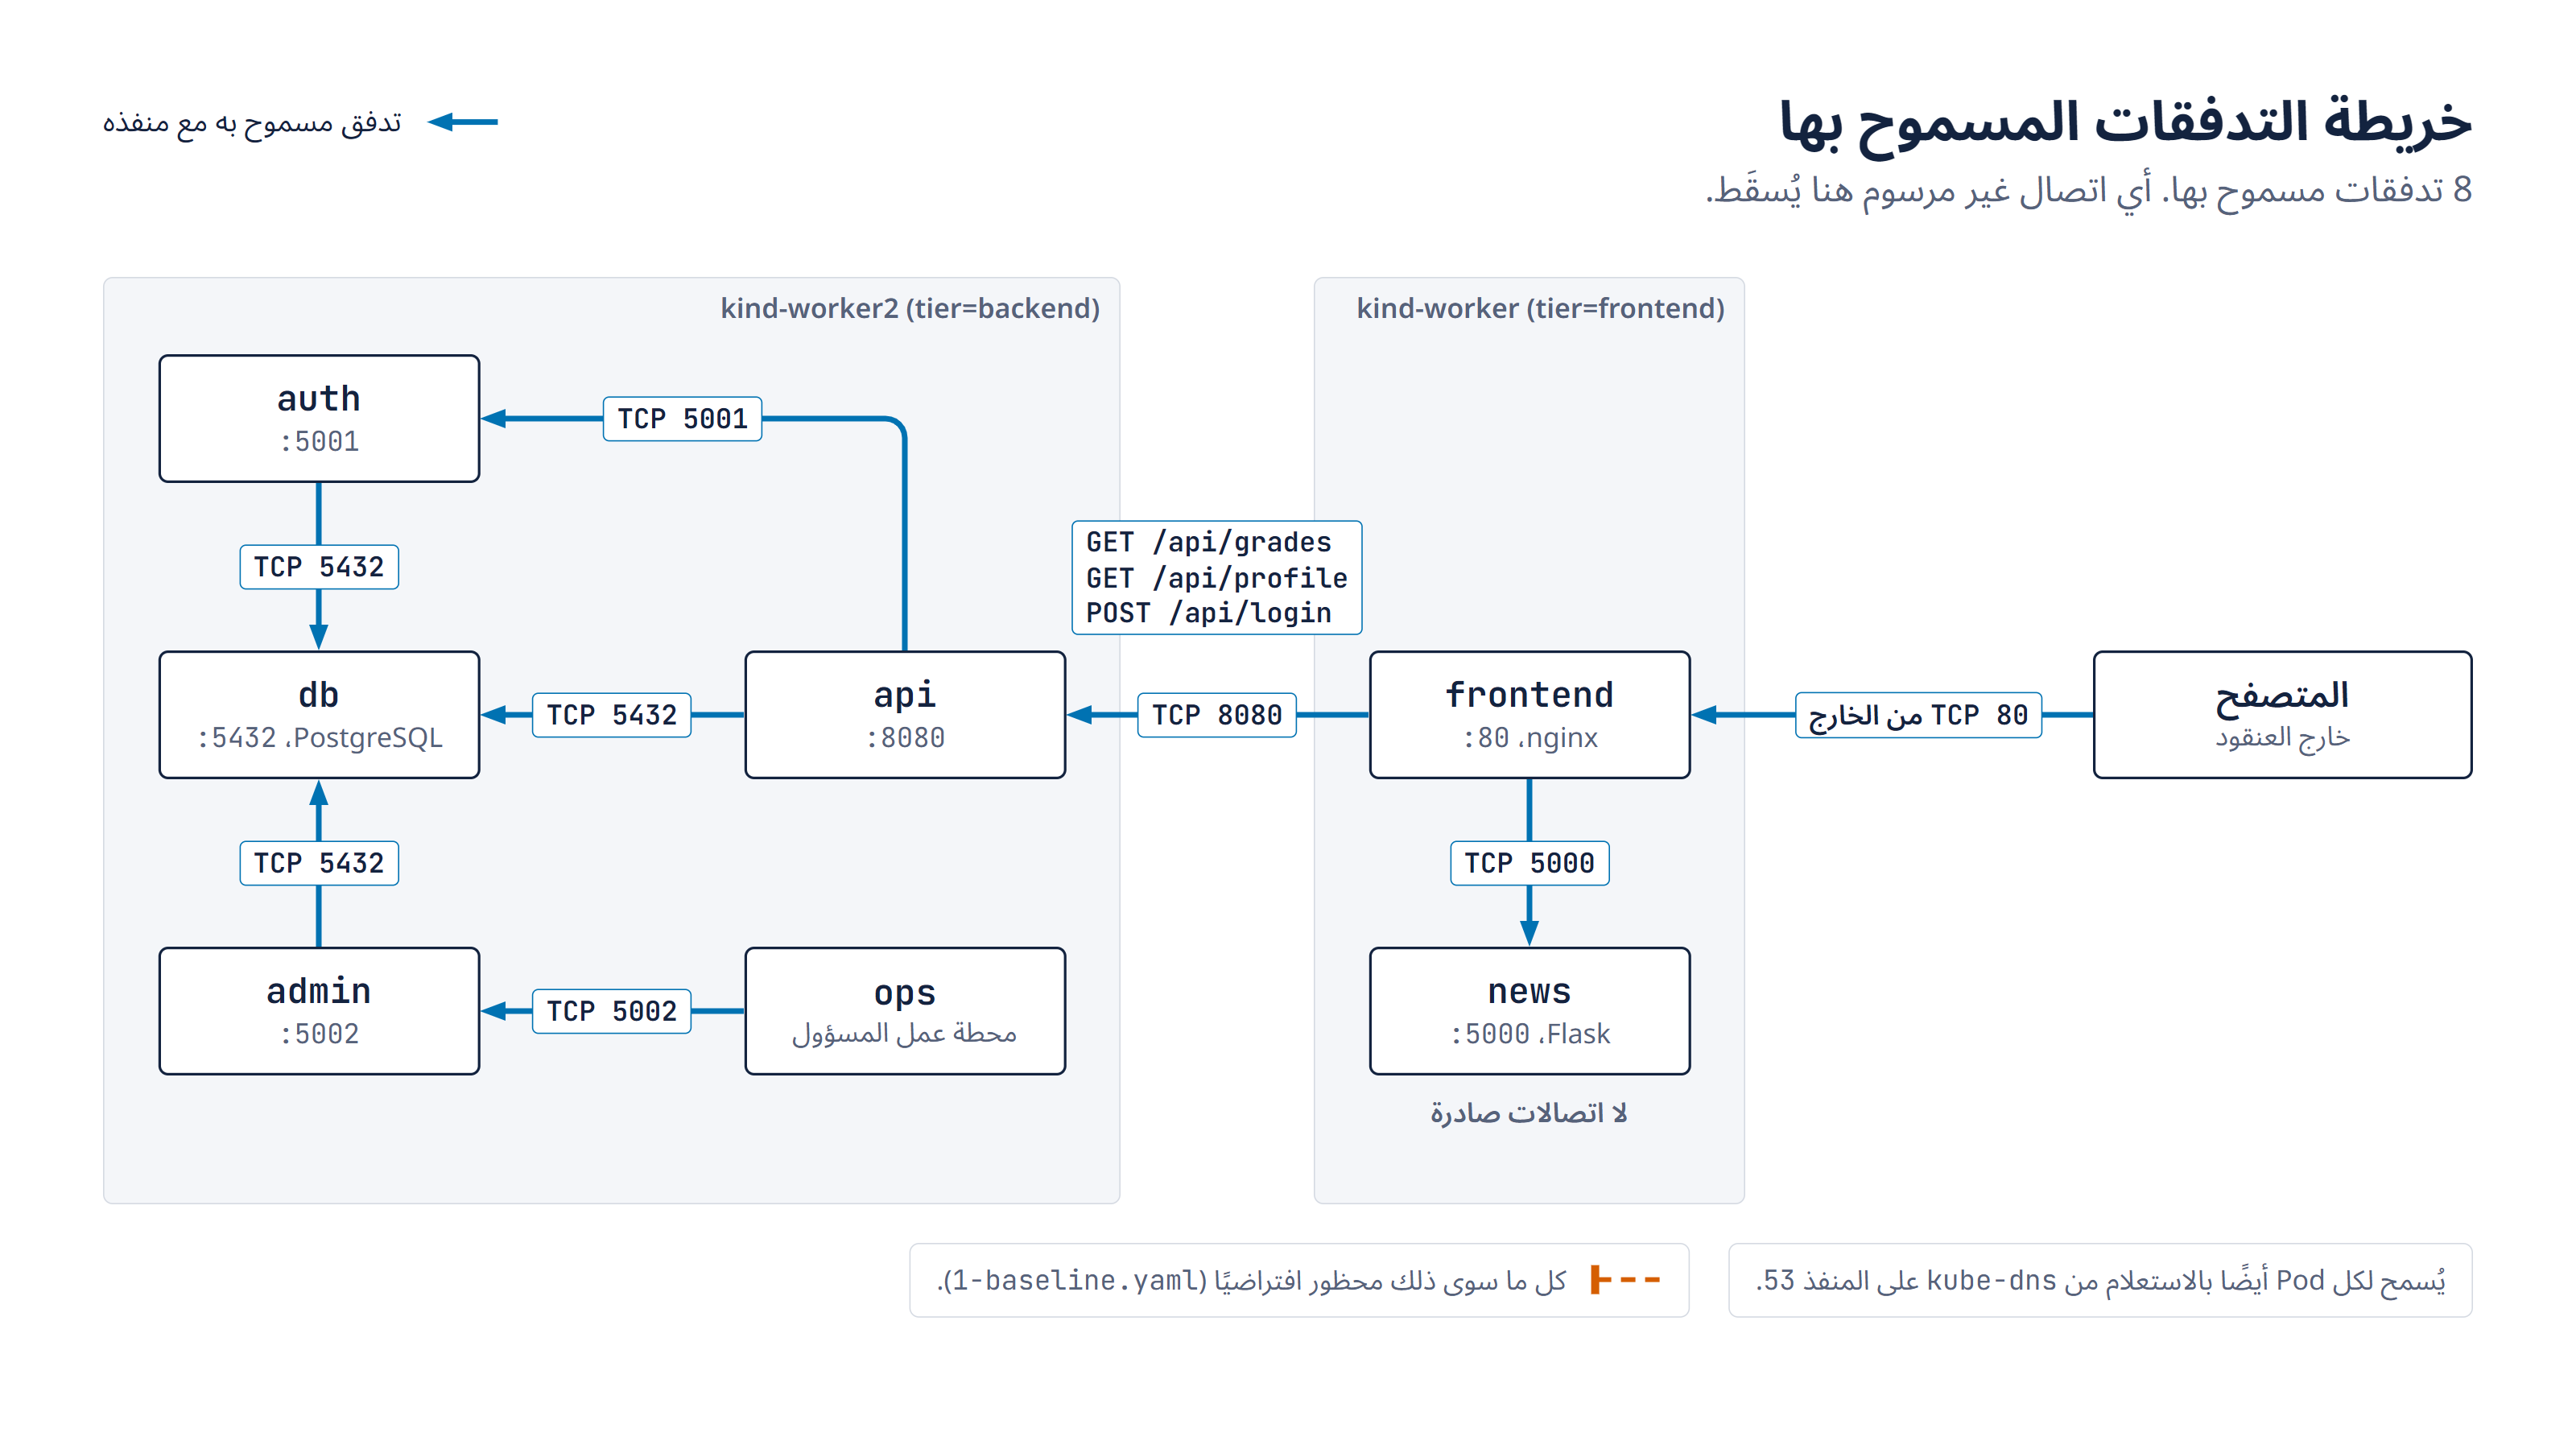 خريطة التدفقات المسموح بها
8 تدفقات مسموح بها. أي اتصال غير مرسوم هنا يُسقَط.
تدفق مسموح به مع منفذه
kind-worker (tier=frontend)
kind-worker2 (tier=backend)
المتصفح
خارج العنقود
TCP 80 من الخارج
frontend
nginx، :80
TCP 5000
news
Flask، :5000
لا اتصالات صادرة
GET /api/grades
GET /api/profile
POST /api/login
TCP 8080
api
:8080
TCP 5001
auth
:5001
TCP 5432
TCP 5432
db
PostgreSQL، :5432
TCP 5432
ops
محطة عمل المسؤول
TCP 5002
admin
:5002
يُسمح لكل Pod أيضًا بالاستعلام من kube-dns على المنفذ 53.
كل ما سوى ذلك محظور افتراضيًا (1-baseline.yaml).